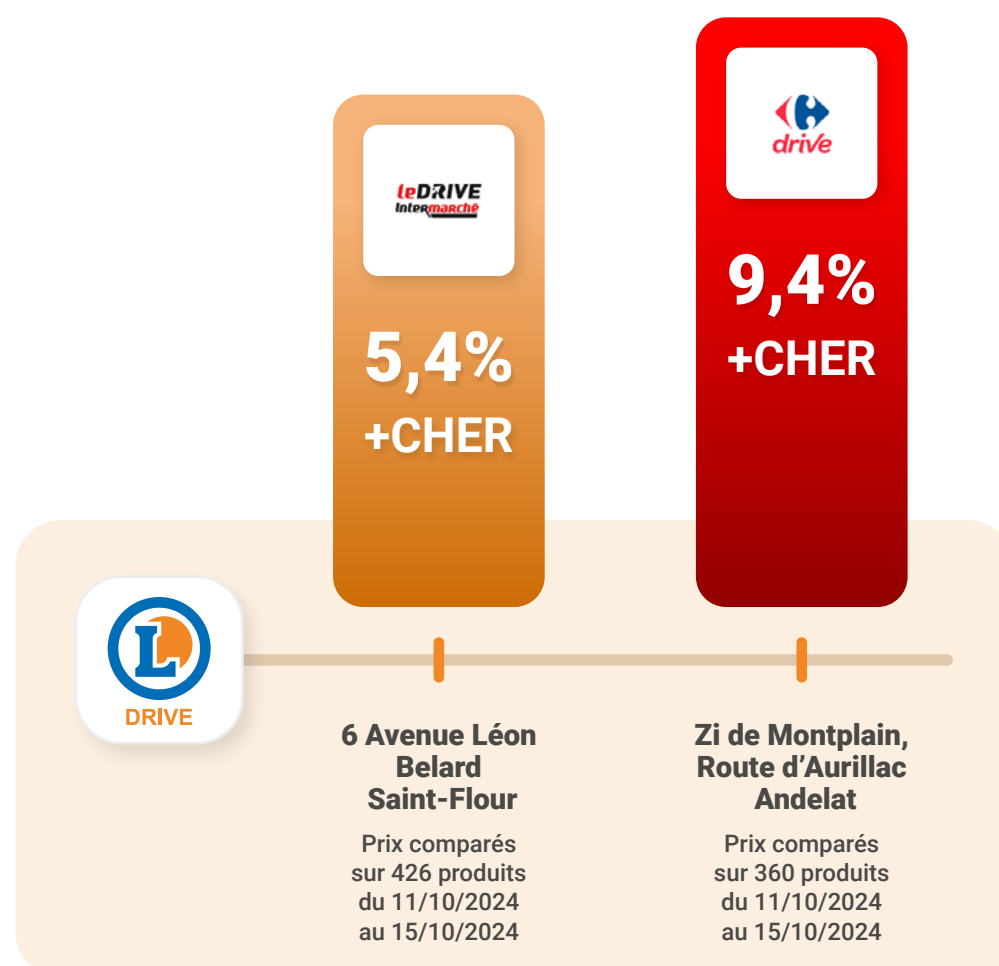 leDRIVE
Intermarché
5,4%
+CHER
drive
9,4%
+CHER
L
DRIVE
6 Avenue Léon
Belard
Saint-Flour
Prix comparés
sur 426 produits
du 11/10/2024
au 15/10/2024
Zi de Montplain,
Route d’Aurillac
Andelat
Prix comparés
sur 360 produits
du 11/10/2024
au 15/10/2024